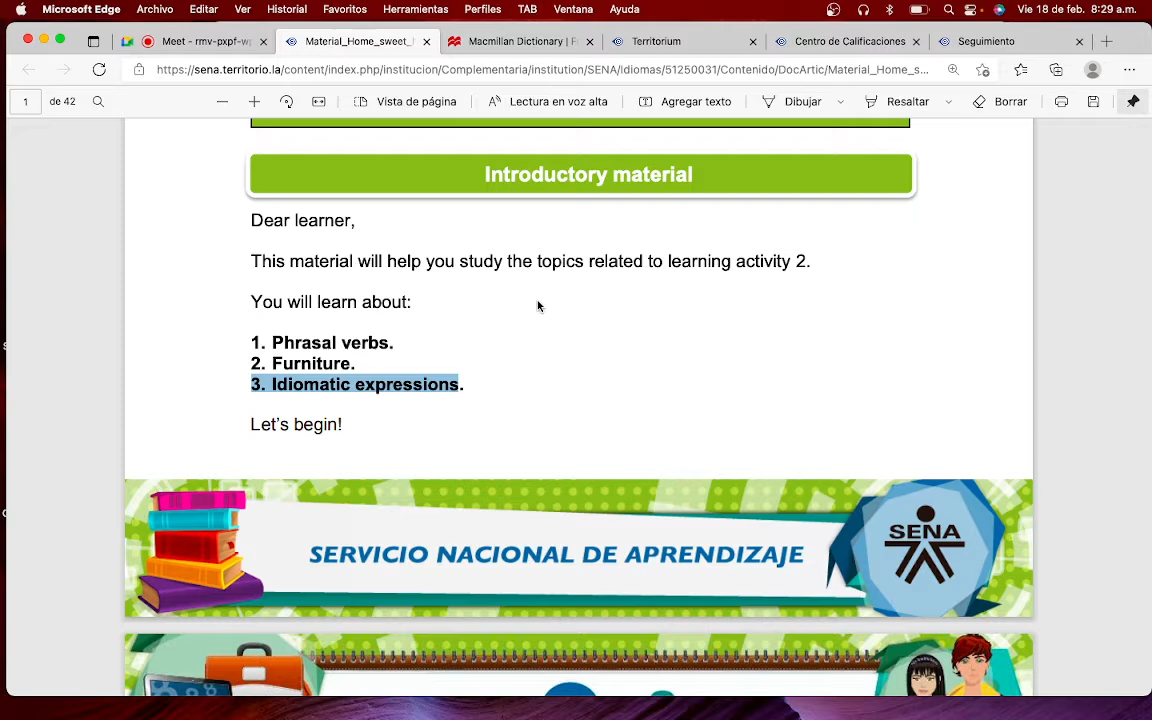 Microsoft Edge Archivo Editar Ver Historial Favoritos Herramientas Perfiles TAB Ventana Ayuda Vie 18 de feb. 8:29 a.m.
Meet - rmv-pxpf-w Material_Home_sweet_ Macmillan Dictionary | F Territorium Centro de Calificaciones Seguimiento
https://sena.territorio.la/content/index.php/institucion/Complementaria/institution/SENA/Idiomas/51250031/Contenido/DocArtic/Material_Home_s...
1 de 42 Vista de página Lectura en voz alta Agregar texto Dibujar Resaltar Borrar
Introductory material
Dear learner,
This material will help you study the topics related to learning activity 2.
You will learn about:
1. Phrasal verbs.
2. Furniture.
3. Idiomatic expressions.
Let's begin!
SERVICIO NACIONAL DE APRENDIZAJE
SENA